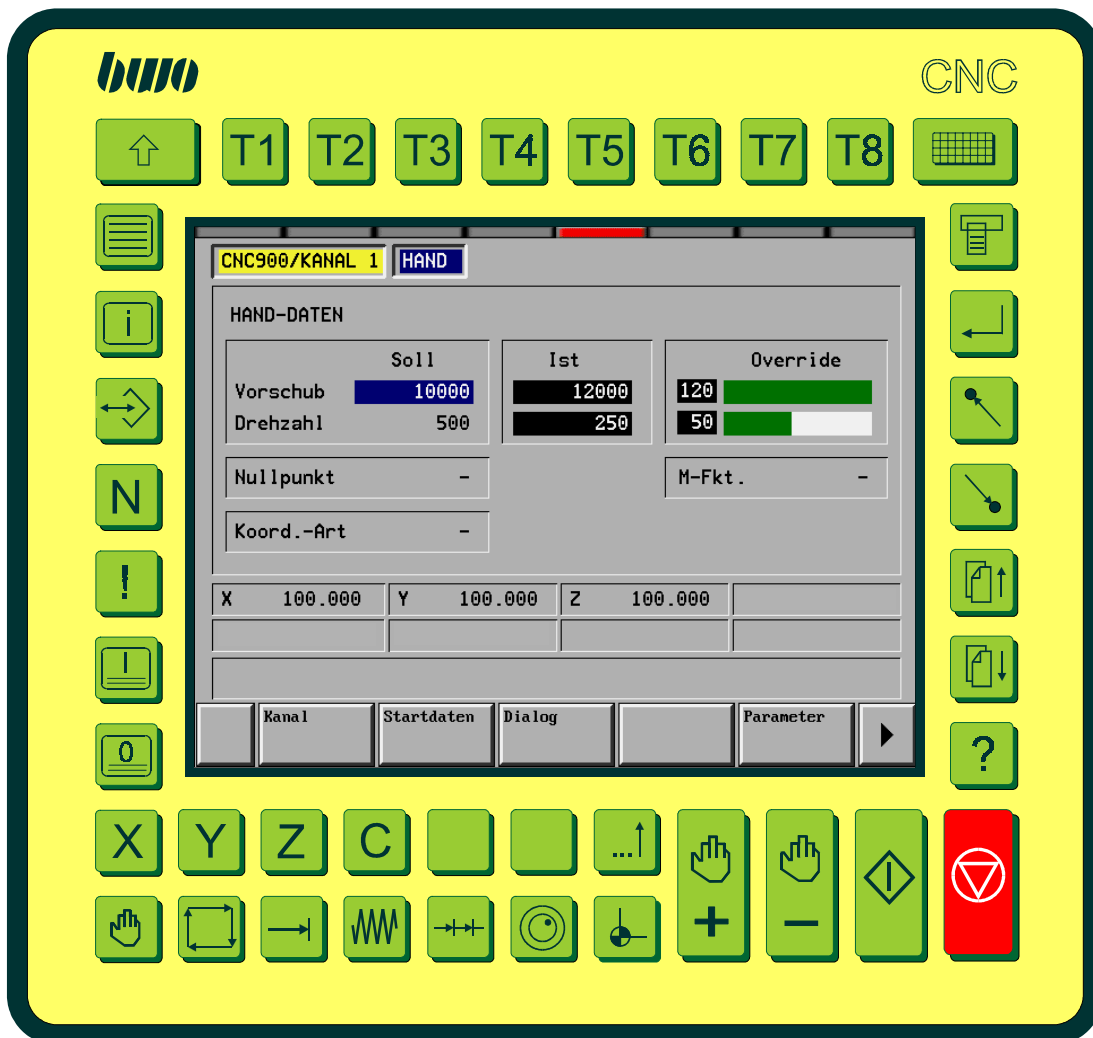 bwo CNC
T1 T2 T3 T4 T5 T6 T7 T8
CNC900/KANAL 1 HAND
i
HAND-DATEN
Soll Ist Override
Vorschub 10000 12000 120
Drehzahl 500 250 50
N
Nullpunkt - M-Fkt. -
Koord.-Art -
!
X 100.000 Y 100.000 Z 100.000
I
Kanal Startdaten Dialog Parameter
0 ?
X Y Z C ...
+ -